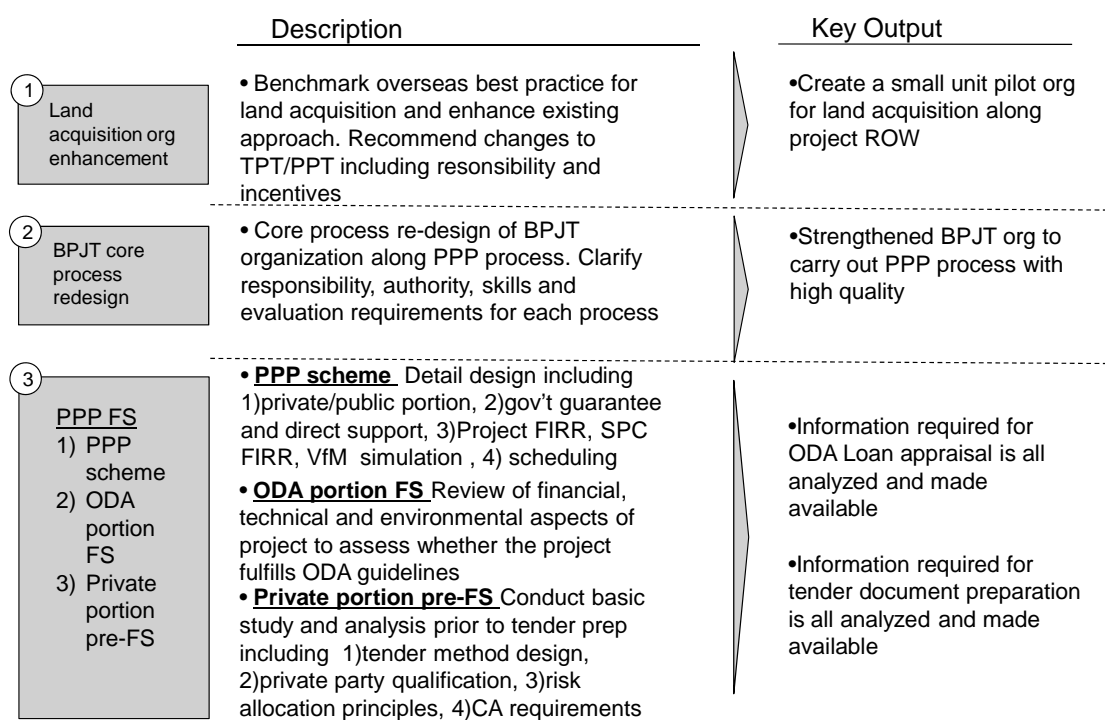 Description
Key Output
1
Land
acquisition org
enhancement
• Benchmark overseas best practice for
land acquisition and enhance existing
approach. Recommend changes to
TPT/PPT including resonsibility and
incentives
•Create a small unit pilot org
for land acquisition along
project ROW
2
BPJT core
process
redesign
• Core process re-design of BPJT
organization along PPP process. Clarify
responsibility, authority, skills and
evaluation requirements for each process
•Strengthened BPJT org to
carry out PPP process with
high quality
3
PPP FS
1) PPP
scheme
2) ODA
portion
FS
3) Private
portion
pre-FS
• PPP scheme Detail design including
1)private/public portion, 2)gov't guarantee
and direct support, 3)Project FIRR, SPC
FIRR, VfM simulation , 4) scheduling
• ODA portion FS Review of financial,
technical and environmental aspects of
project to assess whether the project
fulfills ODA guidelines
• Private portion pre-FS Conduct basic
study and analysis prior to tender prep
including 1)tender method design,
2)private party qualification, 3)risk
allocation principles, 4)CA requirements
•Information required for
ODA Loan appraisal is all
analyzed and made
available
•Information required for
tender document preparation
is all analyzed and made
available